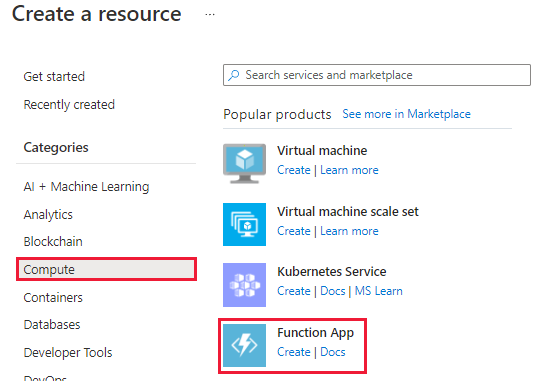 Create a resource ...
Get started
Recently created
Categories
AI + Machine Learning
Analytics
Blockchain
Compute
Containers
Databases
Developer Tools
DevOps
Search services and marketplace
Popular products See more in Marketplace
Virtual machine
Create | Learn more
Virtual machine scale set
Create | Learn more
Kubernetes Service
Create | Docs | MS Learn
Function App
Create | Docs